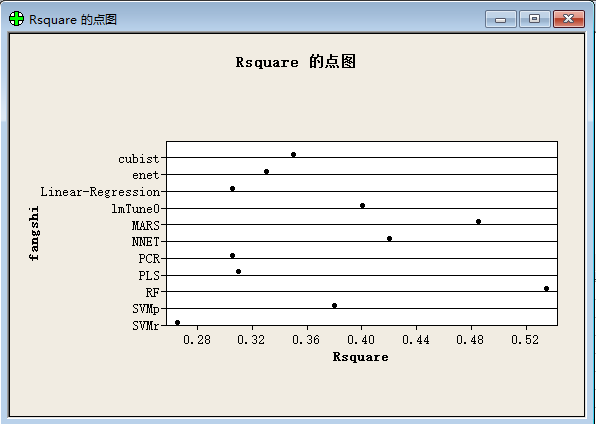 Rsquare 的点图
Rsquare 的点图
cubist
enet
Linear-Regression
lmTune0
MARS
NNET
PCR
PLS
RF
SVMp
SVMr
fangshi
0.28 0.32 0.36 0.40 0.44 0.48 0.52
Rsquare